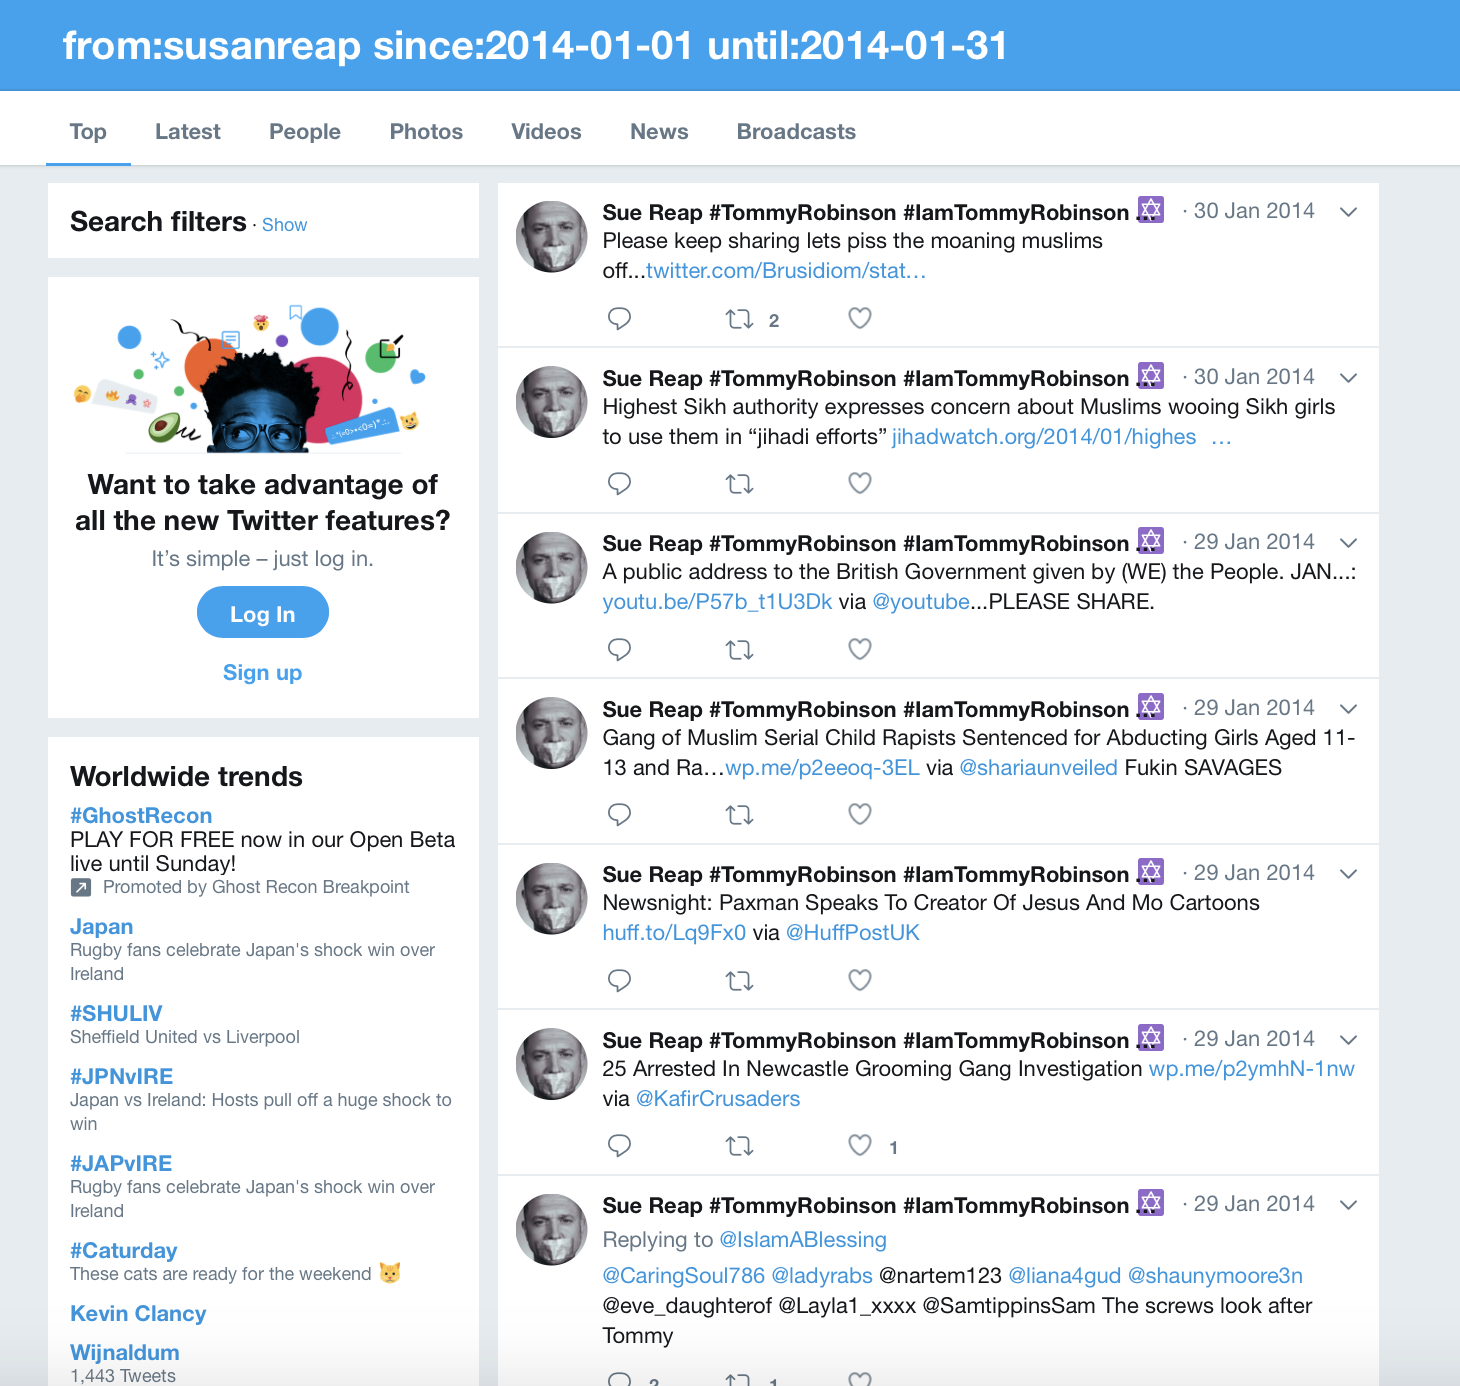 from:susanreap since:2014-01-01 until:2014-01-31
Top Latest People Photos Videos News Broadcasts
Search filters · Show
Want to take advantage of
all the new Twitter features?
It's simple – just log in.
Log In
Sign up
Worldwide trends
#GhostRecon
PLAY FOR FREE now in our Open Beta
live until Sunday!
Promoted by Ghost Recon Breakpoint
Japan
Rugby fans celebrate Japan's shock win over
Ireland
#SHULIV
Sheffield United vs Liverpool
#JPNvIRE
Japan vs Ireland: Hosts pull off a huge shock to
win
#JAPvIRE
Rugby fans celebrate Japan's shock win over
Ireland
#Caturday
These cats are ready for the weekend 🐱
Kevin Clancy
Wijnaldum
1,443 Tweets
Sue Reap #TommyRobinson #IamTommyRobinson ... · 30 Jan 2014
Please keep sharing lets piss the moaning muslims
off...twitter.com/Brusidiom/stat…
2
Sue Reap #TommyRobinson #IamTommyRobinson ... · 30 Jan 2014
Highest Sikh authority expresses concern about Muslims wooing Sikh girls
to use them in “jihadi efforts” jihadwatch.org/2014/01/highes …
Sue Reap #TommyRobinson #IamTommyRobinson ... · 29 Jan 2014
A public address to the British Government given by (WE) the People. JAN...:
youtu.be/P57b_t1U3Dk via @youtube...PLEASE SHARE.
Sue Reap #TommyRobinson #IamTommyRobinson ... · 29 Jan 2014
Gang of Muslim Serial Child Rapists Sentenced for Abducting Girls Aged 11-
13 and Ra…wp.me/p2eeoq-3EL via @shariaunveiled Fukin SAVAGES
Sue Reap #TommyRobinson #IamTommyRobinson ... · 29 Jan 2014
Newsnight: Paxman Speaks To Creator Of Jesus And Mo Cartoons
huff.to/Lq9Fx0 via @HuffPostUK
Sue Reap #TommyRobinson #IamTommyRobinson ... · 29 Jan 2014
25 Arrested In Newcastle Grooming Gang Investigation wp.me/p2ymhN-1nw
via @KafirCrusaders
1
Sue Reap #TommyRobinson #IamTommyRobinson ... · 29 Jan 2014
Replying to @IslamABlessing
@CaringSoul786 @ladyrabs @nartem123 @liana4gud @shaunymoore3n
@eve_daughterof @Layla1_xxxx @SamtippinsSam The screws look after
Tommy
2 1